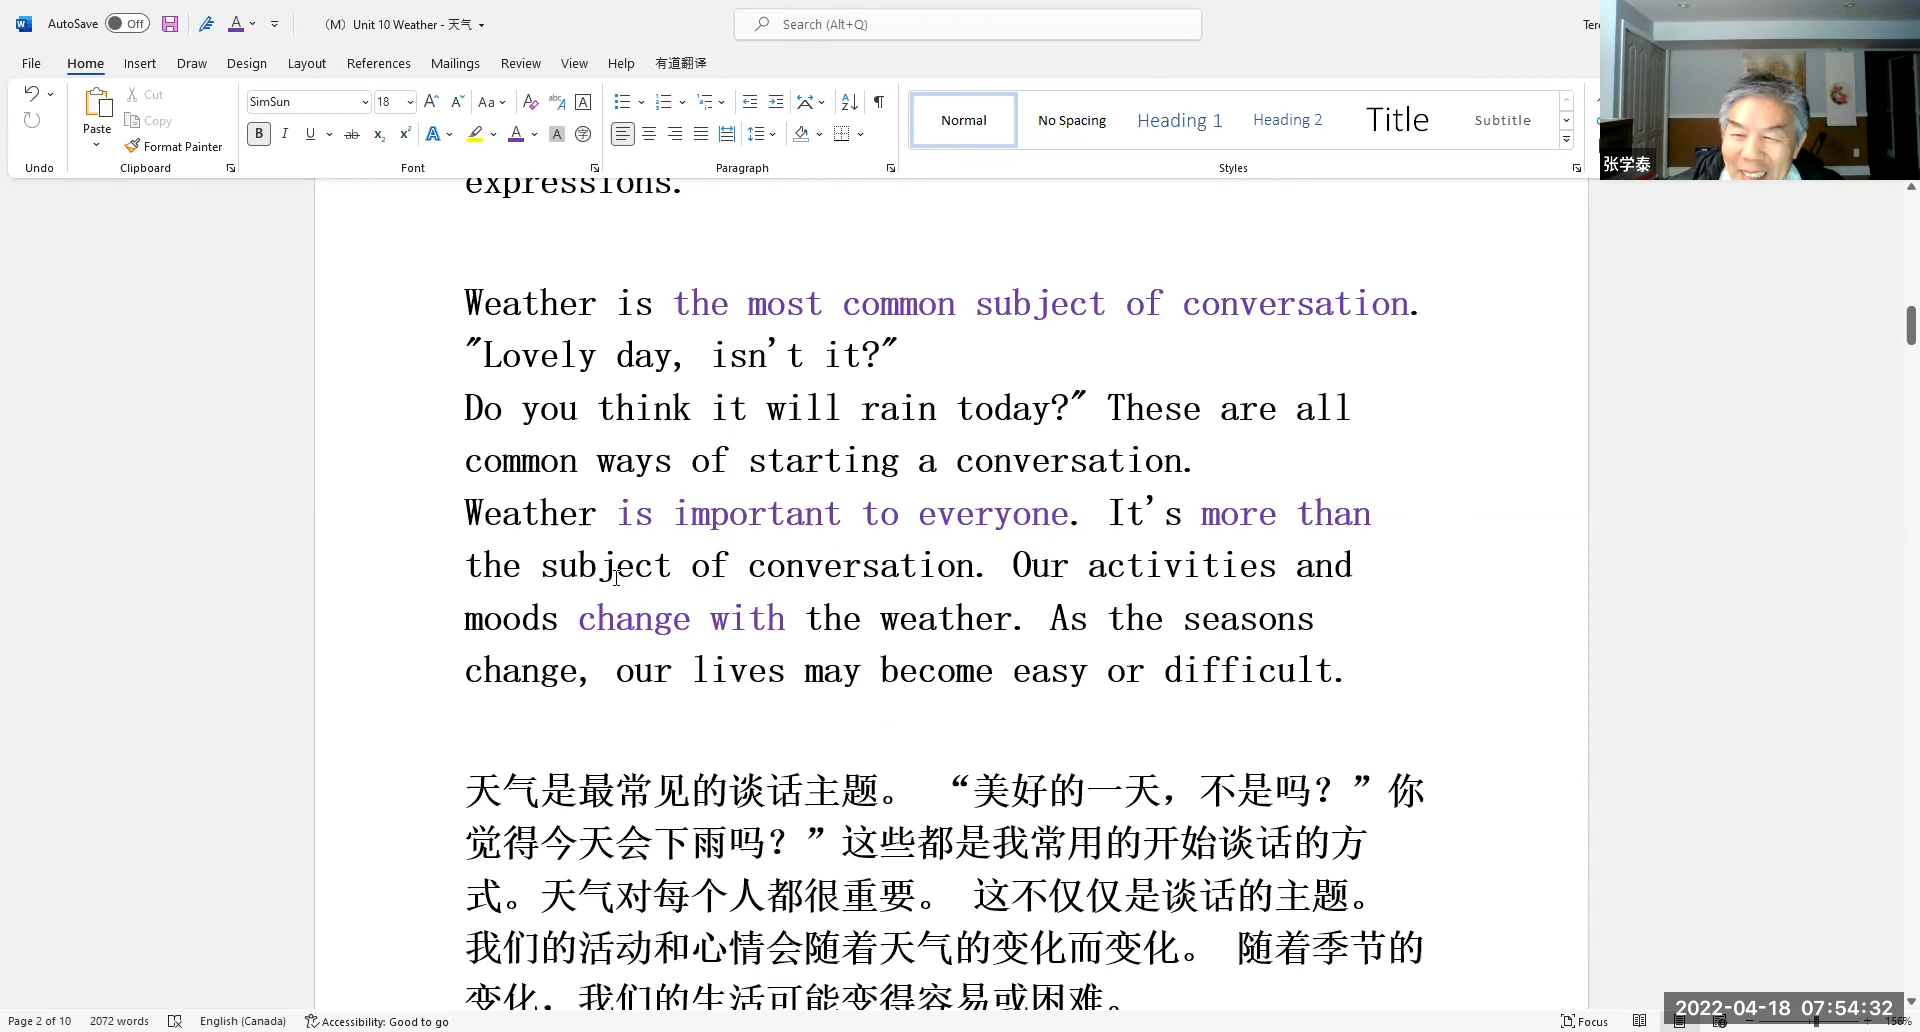 AutoSave Off (M) Unit 10 Weather - 天气 Search (Alt+Q)
File Home Insert Draw Design Layout References Mailings Review View Help 有道翻译
SimSun 18 Aa
Cut
Copy
Paste
Format Painter
B I U ab
Normal No Spacing Heading 1 Heading 2 Title Subtitle
Undo Clipboard Font Paragraph Styles
张学泰
expressions.
Weather is the most common subject of conversation.
"Lovely day, isn't it?"
Do you think it will rain today?" These are all
common ways of starting a conversation.
Weather is important to everyone. It's more than
the subject of conversation. Our activities and
moods change with the weather. As the seasons
change, our lives may become easy or difficult.
天气是最常见的谈话主题。 “美好的一天，不是吗？”你
觉得今天会下雨吗？”这些都是我常用的开始谈话的方
式。天气对每个人都很重要。 这不仅仅是谈话的主题。
我们的活动和心情会随着天气的变化而变化。 随着季节的
变化，我们的生活可能变得容易或困难。
2022-04-18 07:54:32
Page 2 of 10 2072 words English (Canada) Accessibility: Good to go Focus 156%